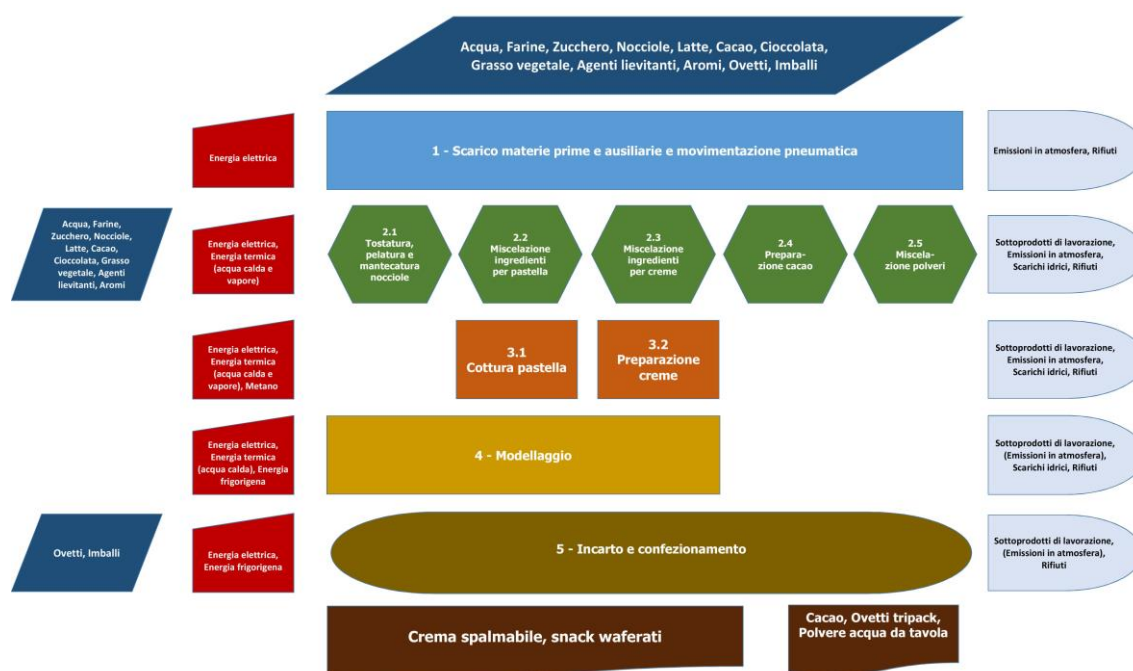 Acqua, Farine, Zucchero, Nocciole, Latte, Cacao, Cioccolata,
Grasso vegetale, Agenti lievitanti, Aromi, Ovetti, Imballi
Energia elettrica
1 - Scarico materie prime e ausiliarie e movimentazione pneumatica
Emissioni in atmosfera, Rifiuti
Acqua, Farine,
Zucchero, Nocciole,
Latte, Cacao,
Cioccolata, Grasso
vegetale, Agenti
lievitanti, Aromi
Energia elettrica,
Energia termica
(acqua calda e
vapore)
2.1
Tostatura,
pelatura e
mantecatura
nocciole
2.2
Miscelazione
ingredienti
per pastella
2.3
Miscelazione
ingredienti
per creme
2.4
Prepara-
zione cacao
2.5
Miscela-
zione polveri
Sottoprodotti di lavorazione,
Emissioni in atmosfera,
Scarichi idrici, Rifiuti
Energia elettrica,
Energia termica
(acqua calda e
vapore), Metano
3.1
Cottura pastella
3.2
Preparazione
creme
Sottoprodotti di lavorazione,
Emissioni in atmosfera,
Scarichi idrici, Rifiuti
Energia elettrica,
Energia termica
(acqua calda), Energia
frigorigena
4 - Modellaggio
Sottoprodotti di lavorazione,
(Emissioni in atmosfera),
Scarichi idrici, Rifiuti
Ovetti, Imballi
Energia elettrica,
Energia frigorigena
5 - Incarto e confezionamento
Sottoprodotti di lavorazione,
(Emissioni in atmosfera),
Rifiuti
Crema spalmabile, snack waferati
Cacao, Ovetti tripack,
Polvere acqua da tavola